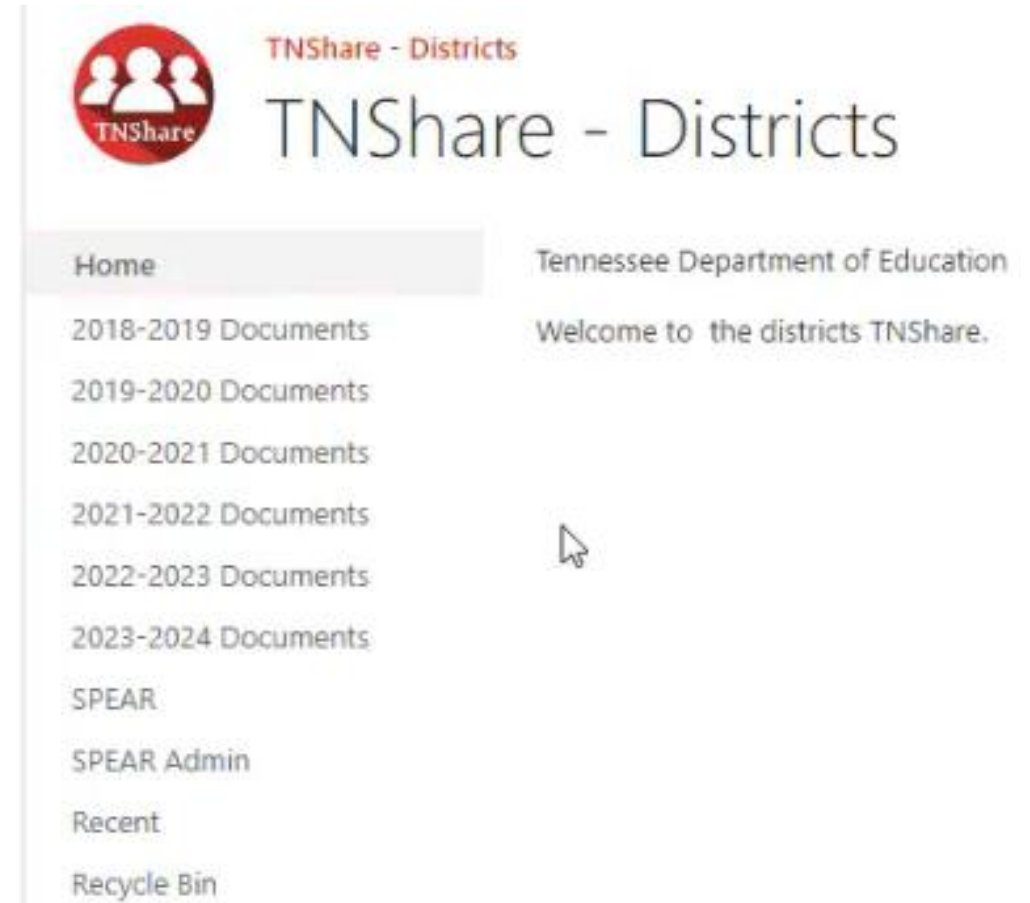 TNShare
TNShare - Districts
TNShare - Districts
Home
2018-2019 Documents
2019-2020 Documents
2020-2021 Documents
2021-2022 Documents
2022-2023 Documents
2023-2024 Documents
SPEAR
SPEAR Admin
Recent
Recycle Bin
Tennessee Department of Education
Welcome to the districts TNShare.